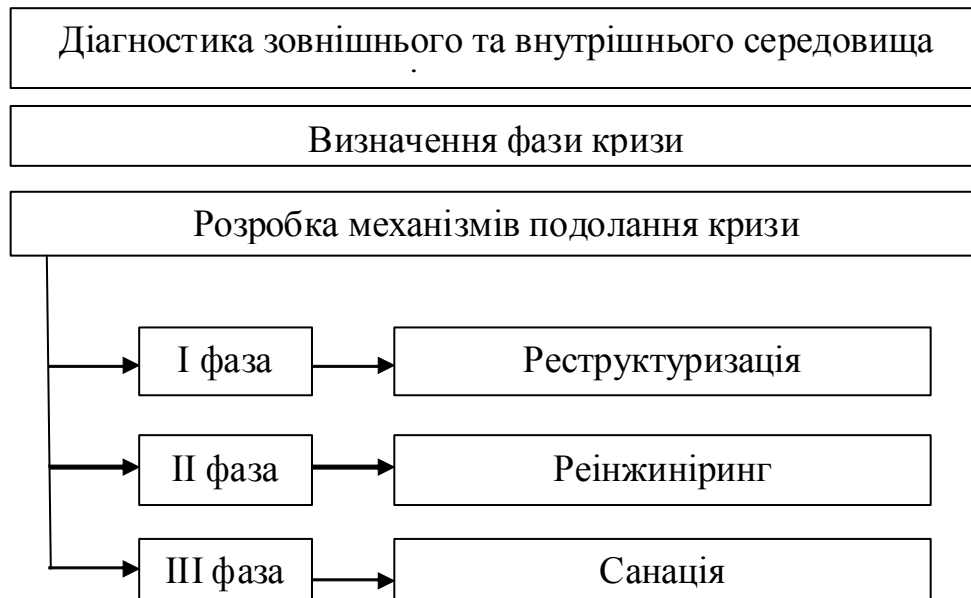 Діагностика зовнішнього та внутрішнього середовища
Визначення фази кризи
Розробка механізмів подолання кризи
І фаза
Реструктуризація
ІІ фаза
Реінжиніринг
ІІІ фаза
Санація